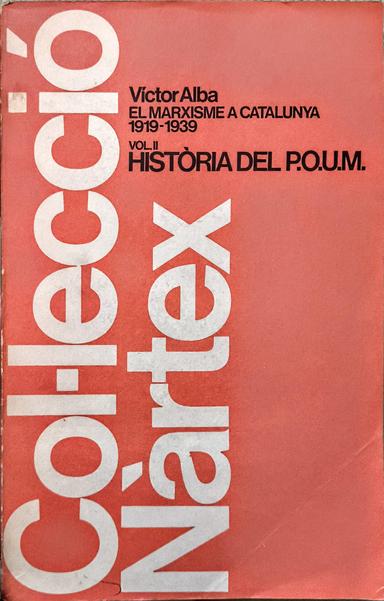 Víctor Alba
EL MARXISME A CATALUNYA
1919-1939
VOL. II
HISTÒRIA DEL P.O.U.M.
Col·lecció
Nàrtex